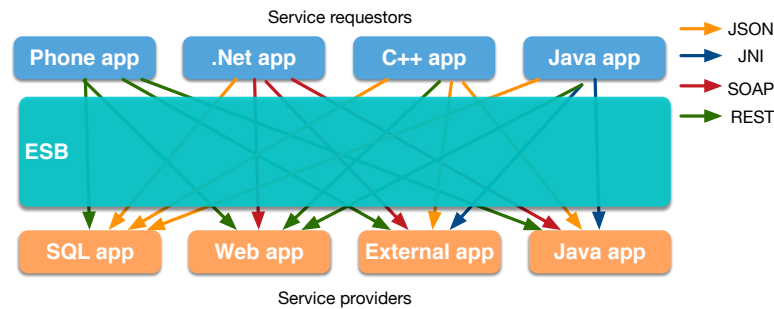 Service requestors
Phone app
.Net app
C++ app
Java app
JSON
JNI
SOAP
REST
ESB
SQL app
Web app
External app
Java app
Service providers